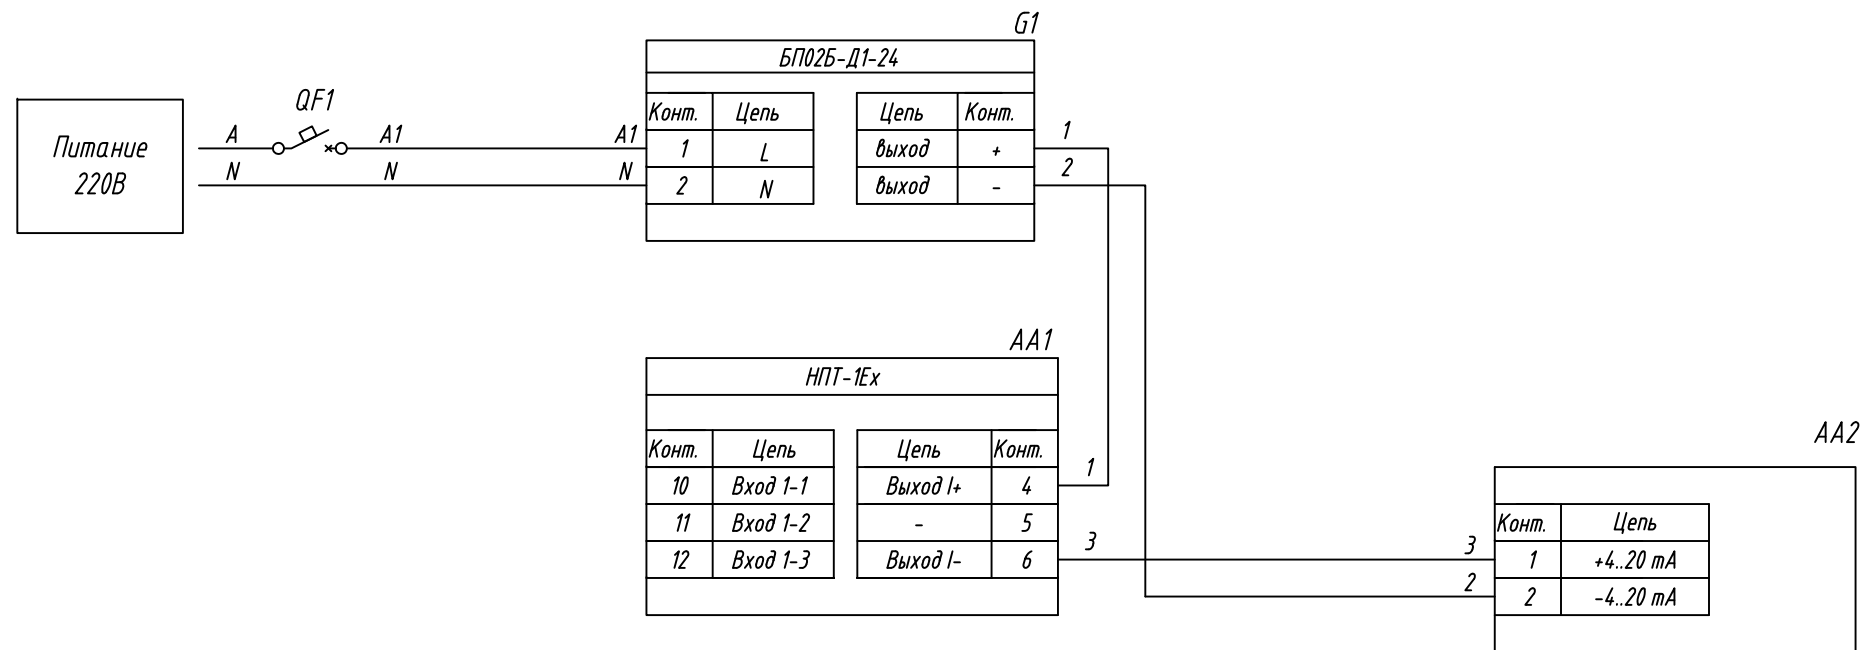 G1
БП02Б-Д1-24
QF1
Конт. Цепь Цепь Конт.
Питание
220В
A A1 A1 1 L выход + 1
N N N 2 N выход - 2
AA1
НПТ-1Ex
AA2
Конт. Цепь Цепь Конт.
10 Вход 1-1 Выход I+ 4 1
11 Вход 1-2 - 5
12 Вход 1-3 Выход I- 6 3
Конт. Цепь
3 1 +4..20 mA
2 2 -4..20 mA